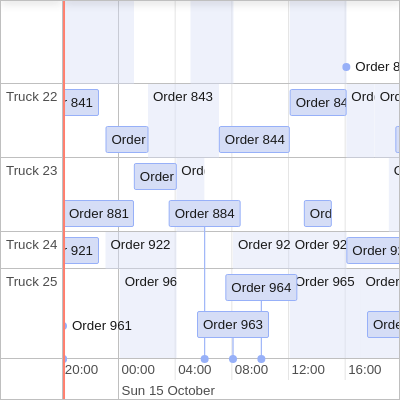 Order 8
Truck 22
841
Order 843
Order 84
Ord
Ord
Order
Order 844
Truck 23
Order
Ord
Order 881
Order 884
Ord
Truck 24
921
Order 922
Order 92
Order 92
Order 92
Truck 25
Order 96
Order 964
Order 965
Order
Order 961
Order 963
Orde
20:00
00:00
04:00
08:00
12:00
16:00
Sun 15 October